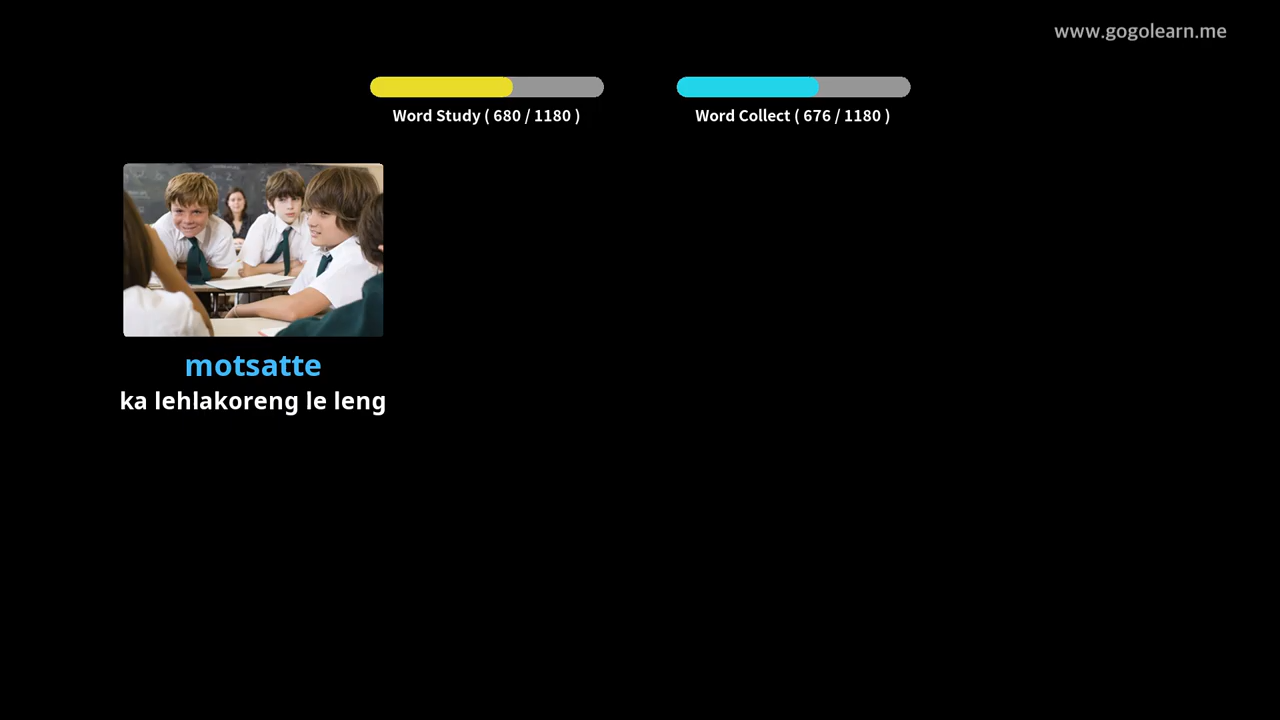 www.gogolearn.me
Word Study ( 680 / 1180 )
Word Collect ( 676 / 1180 )
motsatte
ka lehlakoreng le leng